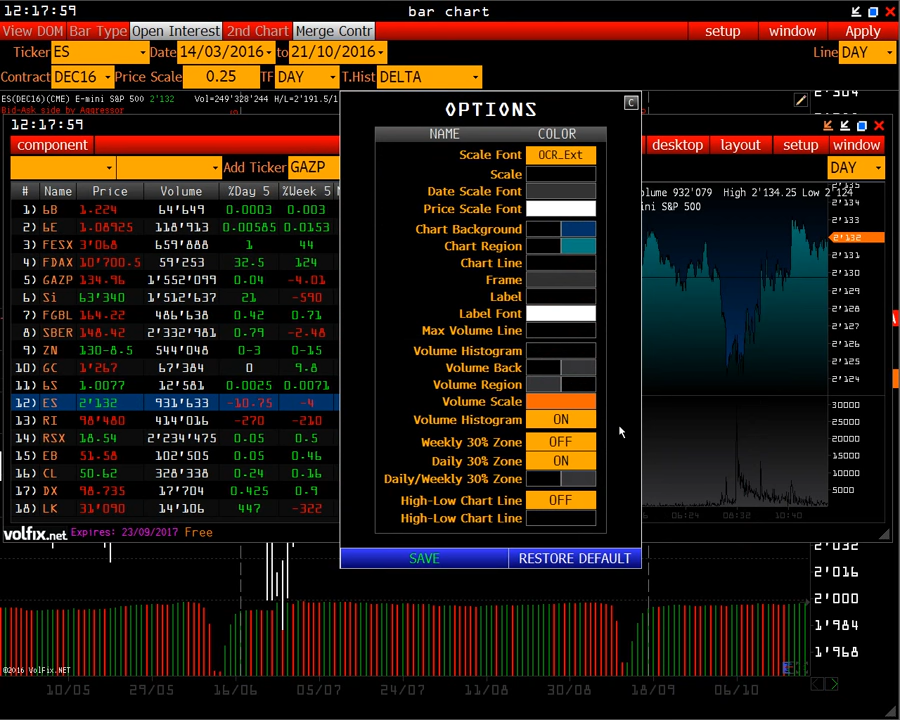 12:17:59 bar chart
View DOM Bar Type Open Interest 2nd Chart Merge Contr setup window Apply
Ticker ES Date 14/03/2016 to 21/10/2016 Line DAY
Contract DEC16 Price Scale 0.25 TF DAY T.Hist DELTA
ES(DEC16)(CME) E-mini S&P 500 2'132 Vol=249'328'244 H/L=2'191.5/1
Bid-Ask side by Aggressor
OPTIONS
NAME COLOR
Scale Font OCR_Ext
Scale
Date Scale Font
Price Scale Font
Chart Background
Chart Region
Chart Line
Frame
Label
Label Font
Max Volume Line
Volume Histogram
Volume Back
Volume Region
Volume Scale
Volume Histogram ON
Weekly 30% Zone OFF
Daily 30% Zone ON
Daily/Weekly 30% Zone
High-Low Chart Line OFF
High-Low Chart Line
SAVE RESTORE DEFAULT
12:17:59
component desktop layout setup window
Add Ticker GAZP DAY
# Name Price Volume %Day 5 %Week 5
1) 6B 1.224 64'649 0.0003 0.003
2) 6E 1.08925 118'913 0.00585 0.0153
3) FESX 3'068 659'888 1 44
4) FDAX 10'700.5 59'253 32.5 124
5) GAZP 134.96 1'552'099 0.04 -4.01
6) Si 63'340 1'512'637 21 -590
7) FGBL 164.22 486'638 0.42 0.71
8) SBER 148.42 2'332'981 0.79 -2.48
9) ZN 130-8.5 544'048 0-3 0-15
10) GC 1'267 67'384 0 9.8
11) 6S 1.0077 12'581 0.0025 0.0071
12) ES 2'132 931'633 -10.75 -4
13) RI 98'480 414'016 -270 -210
14) RSX 18.54 2'234'475 0.05 0.5
15) EB 51.58 102'505 0.05 0.46
16) CL 50.62 328'338 0.24 0.16
17) DX 98.735 17'704 0.425 0.9
18) LK 31'090 14'106 447 -322
volfix.net Expires: 23/09/2017 Free
olume 932'079 High 2'134.25 Low 2'124
ini S&P 500
2'135
2'134
2'133
2'132
2'131
2'130
2'129
2'128
2'127
2'126
2'125
2'124
30000
25000
20000
15000
10000
5000
06:24 08:32 10:40
2'304
2'032
2'016
2'000
1'984
1'968
©2016 VolFix.NET
10/05 29/05 16/06 05/07 24/07 11/08 30/08 18/09 06/10